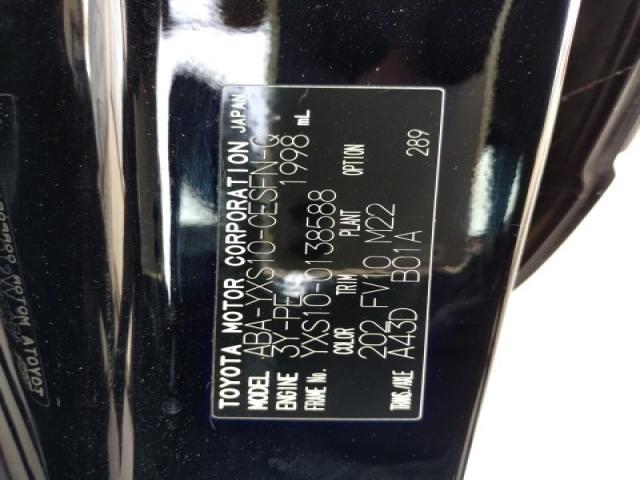 TOYOTA MOTOR CORPORATION JAPAN
MODEL ABA-YXS10-CESFN-Q
ENGINE 3Y-PE 1998 mL
FRAME No. YXS10-0138588
COLOR TRIM PLANT OPTION
202 FV10 M22 289
TRANS./AXLE A43D B01A